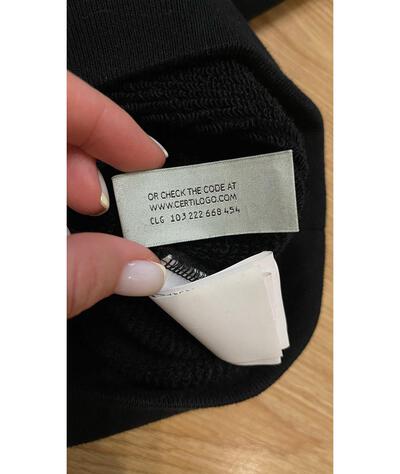 OR CHECK THE CODE AT
WWW.CERTILOGO.COM
CLG 103 222 668 454